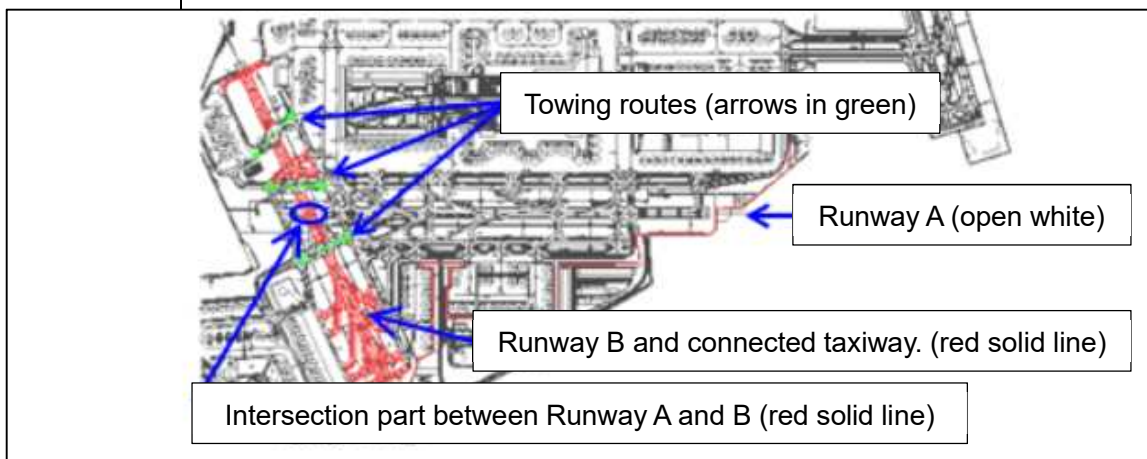 Towing routes (arrows in green)
Runway A (open white)
Runway B and connected taxiway. (red solid line)
Intersection part between Runway A and B (red solid line)